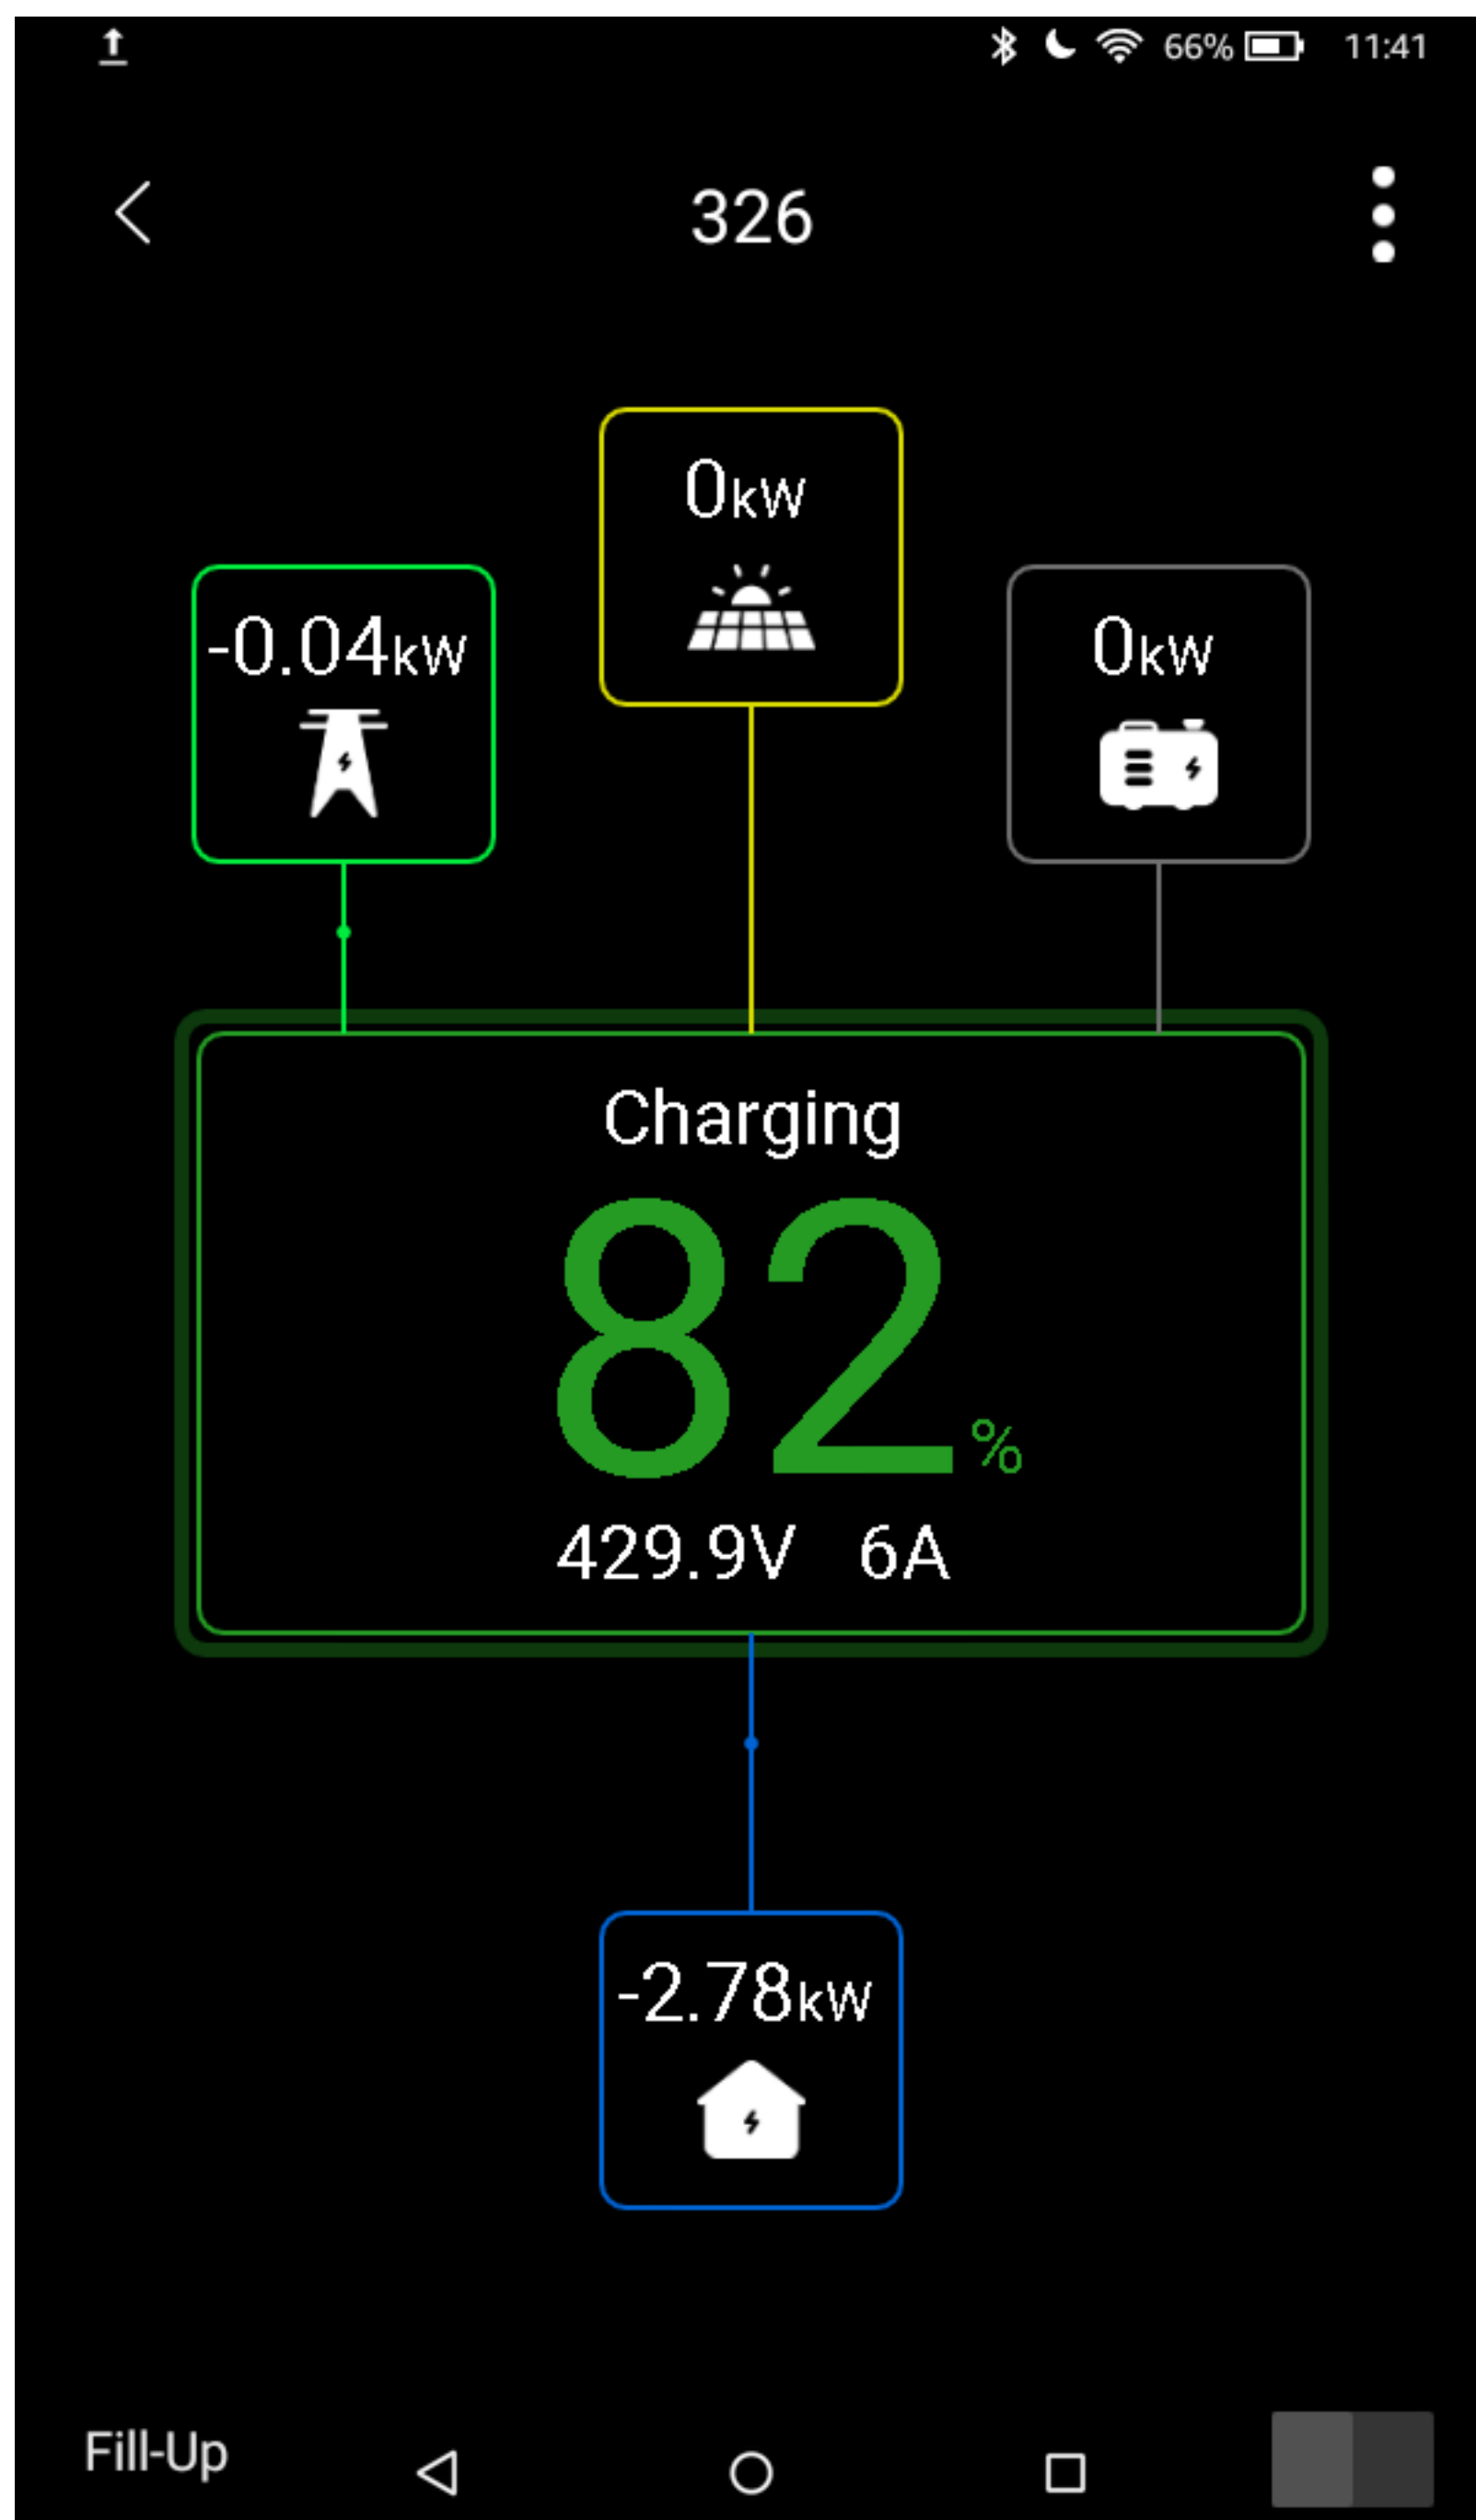 66% 11:41
326
0kW
-0.04kW
0kW
Charging
82%
429.9V 6A
-2.78kW
Fill-Up